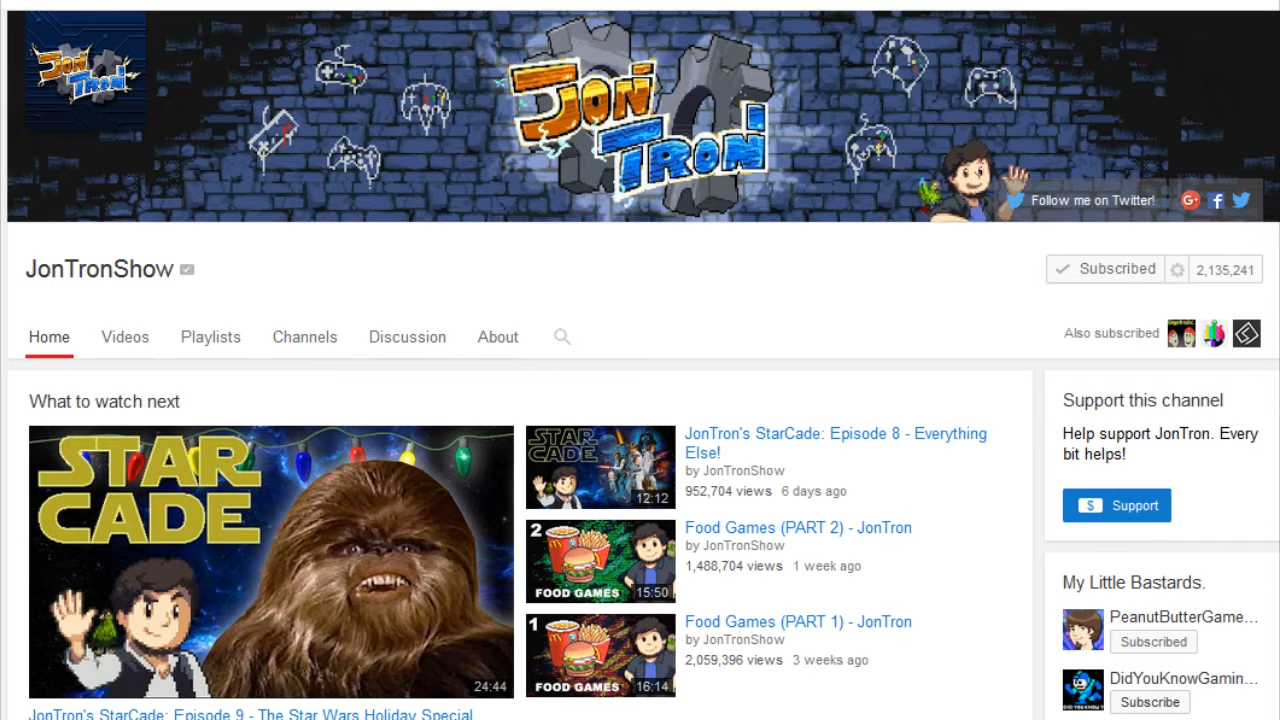 JON
TRON
JON
TRON
Follow me on Twitter!
JonTronShow
Subscribed
2,135,241
Home
Videos
Playlists
Channels
Discussion
About
Also subscribed
What to watch next
STAR
CADE
24:44
JonTron's StarCade: Episode 9 - The Star Wars Holiday Special
STAR
CADE
12:12
JonTron's StarCade: Episode 8 - Everything
Else!
by JonTronShow
952,704 views 6 days ago
2
FOOD GAMES
15:50
Food Games (PART 2) - JonTron
by JonTronShow
1,488,704 views 1 week ago
1
FOOD GAMES
16:14
Food Games (PART 1) - JonTron
by JonTronShow
2,059,396 views 3 weeks ago
Support this channel
Help support JonTron. Every
bit helps!
$ Support
My Little Bastards.
PeanutButterGame...
Subscribed
DidYouKnowGamin...
Subscribe